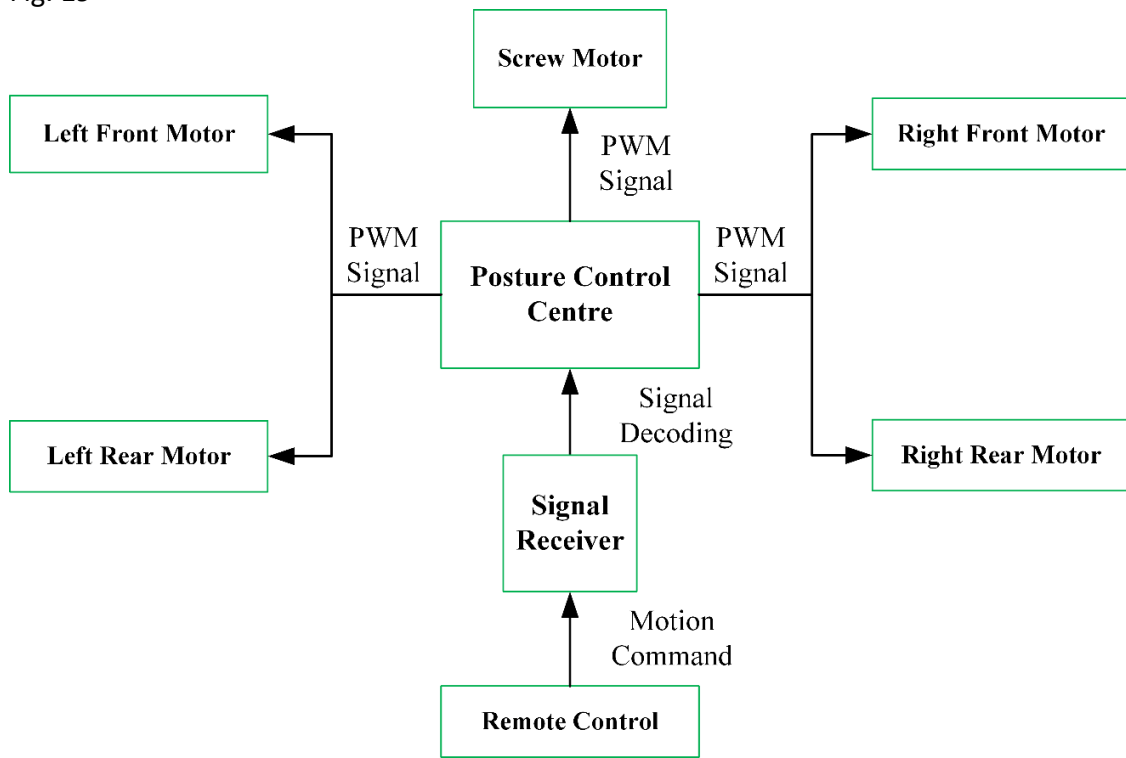 Screw Motor
Left Front Motor
Right Front Motor
PWM
Signal
PWM
Signal
PWM
Signal
Posture Control
Centre
Left Rear Motor
Right Rear Motor
Signal
Decoding
Signal
Receiver
Motion
Command
Remote Control